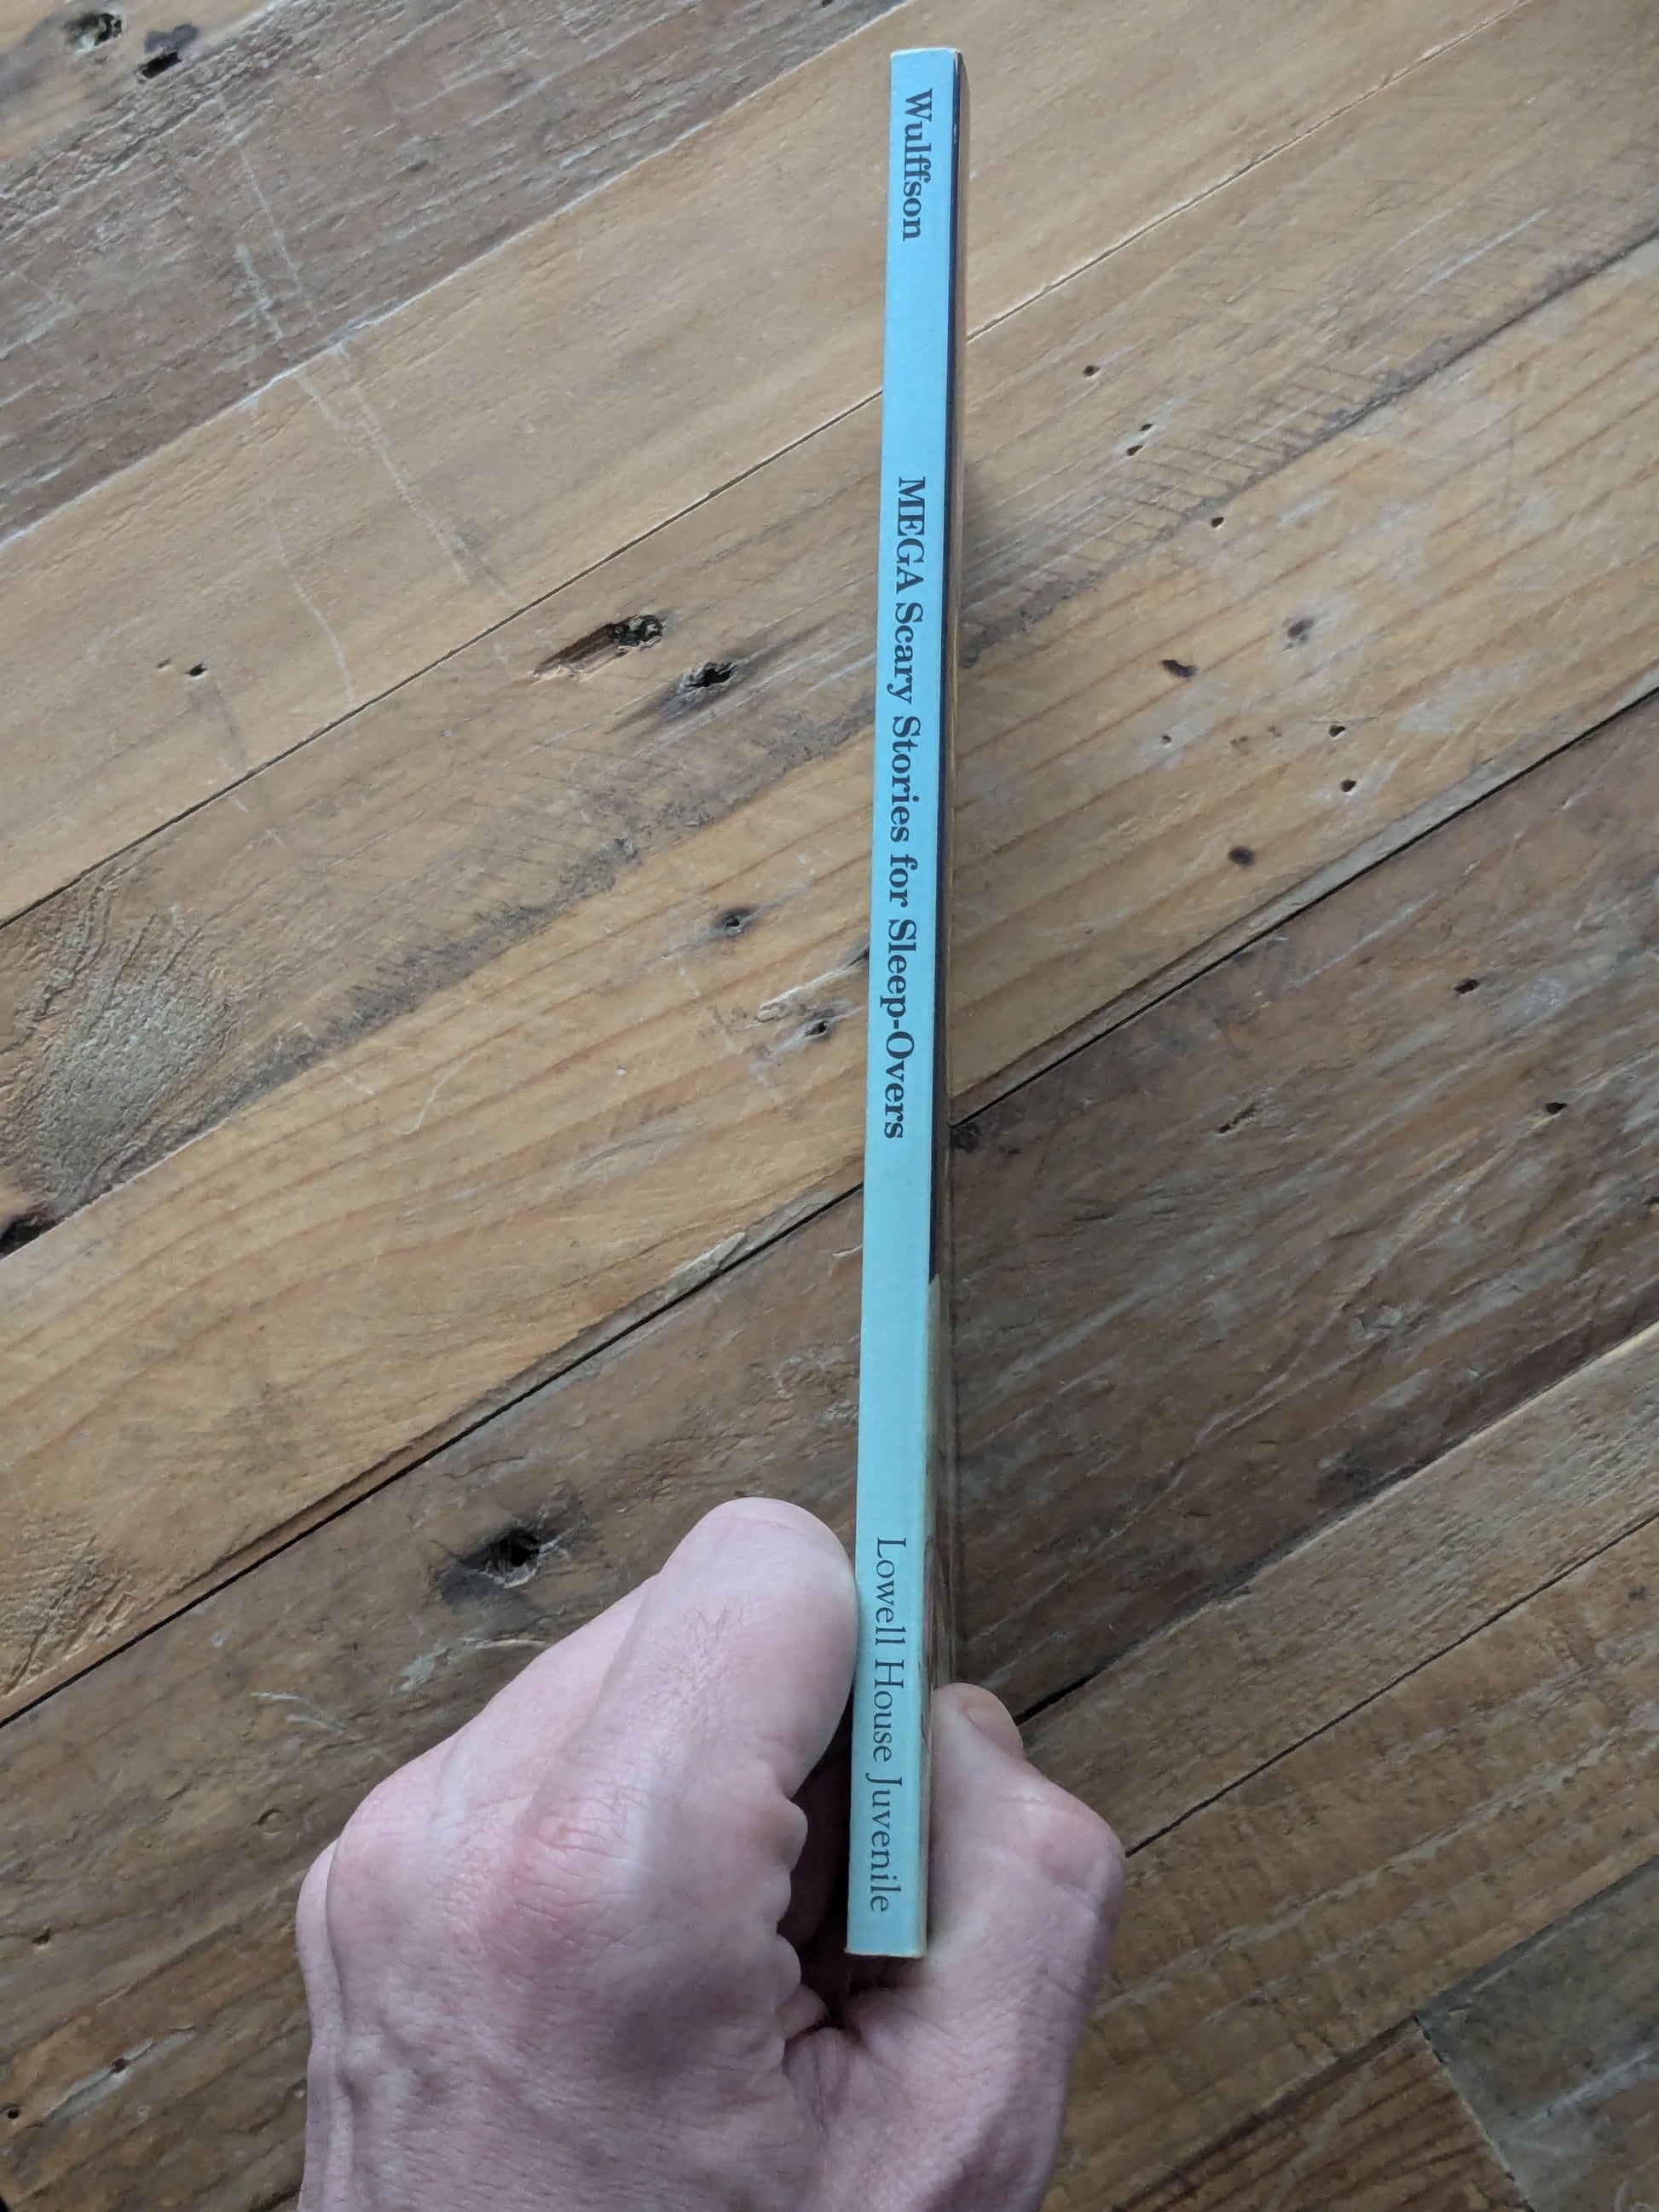 Wulffson
MEGA Scary Stories for Sleep-Overs
Lowell House Juvenile